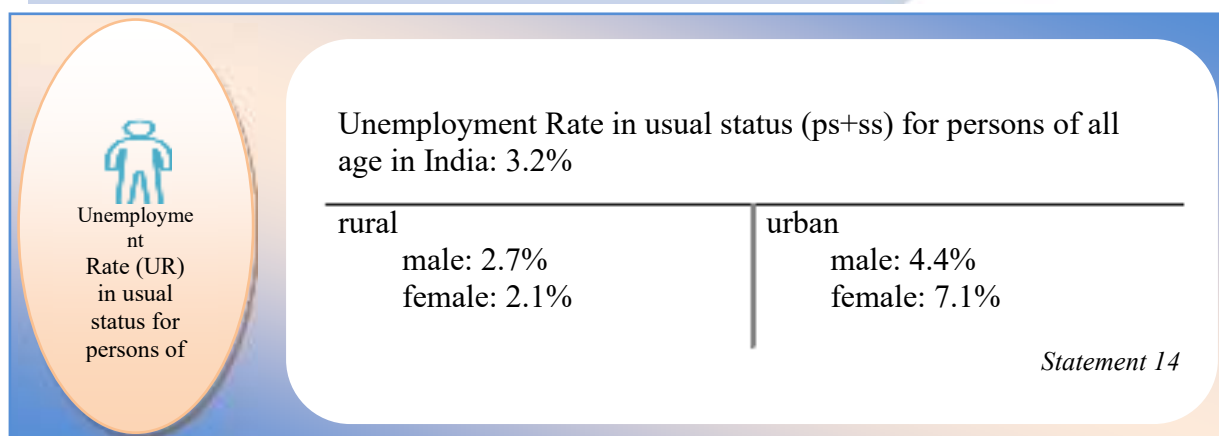 Unemployme
nt
Rate (UR)
in usual
status for
persons of
Unemployment Rate in usual status (ps+ss) for persons of all
age in India: 3.2%
rural
male: 2.7%
female: 2.1%
urban
male: 4.4%
female: 7.1%
Statement 14